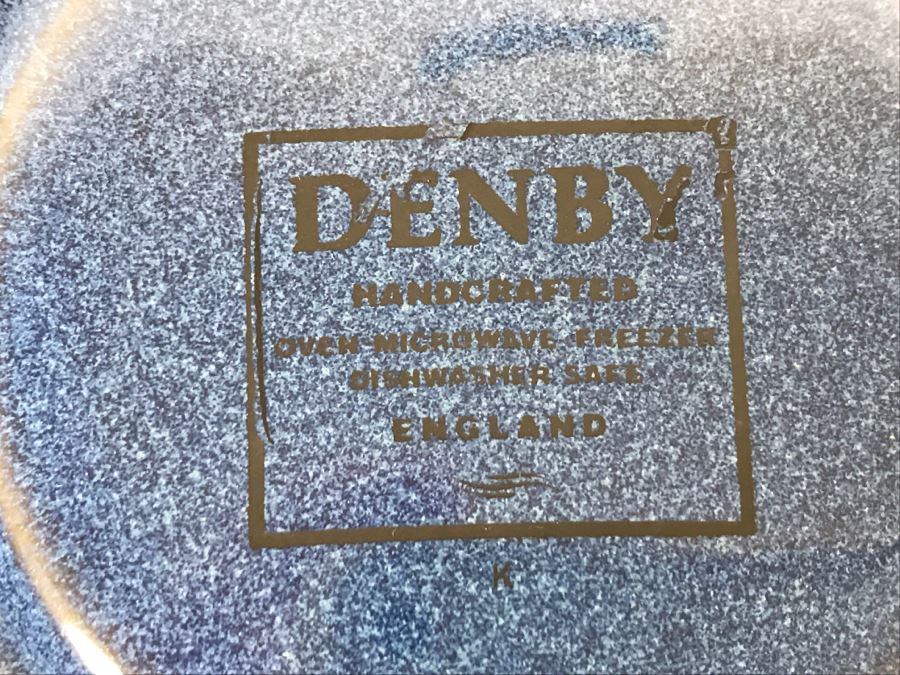 DENBY
HANDCRAFTED
OVEN MICROWAVE FREEZER
DISHWASHER SAFE
ENGLAND
K